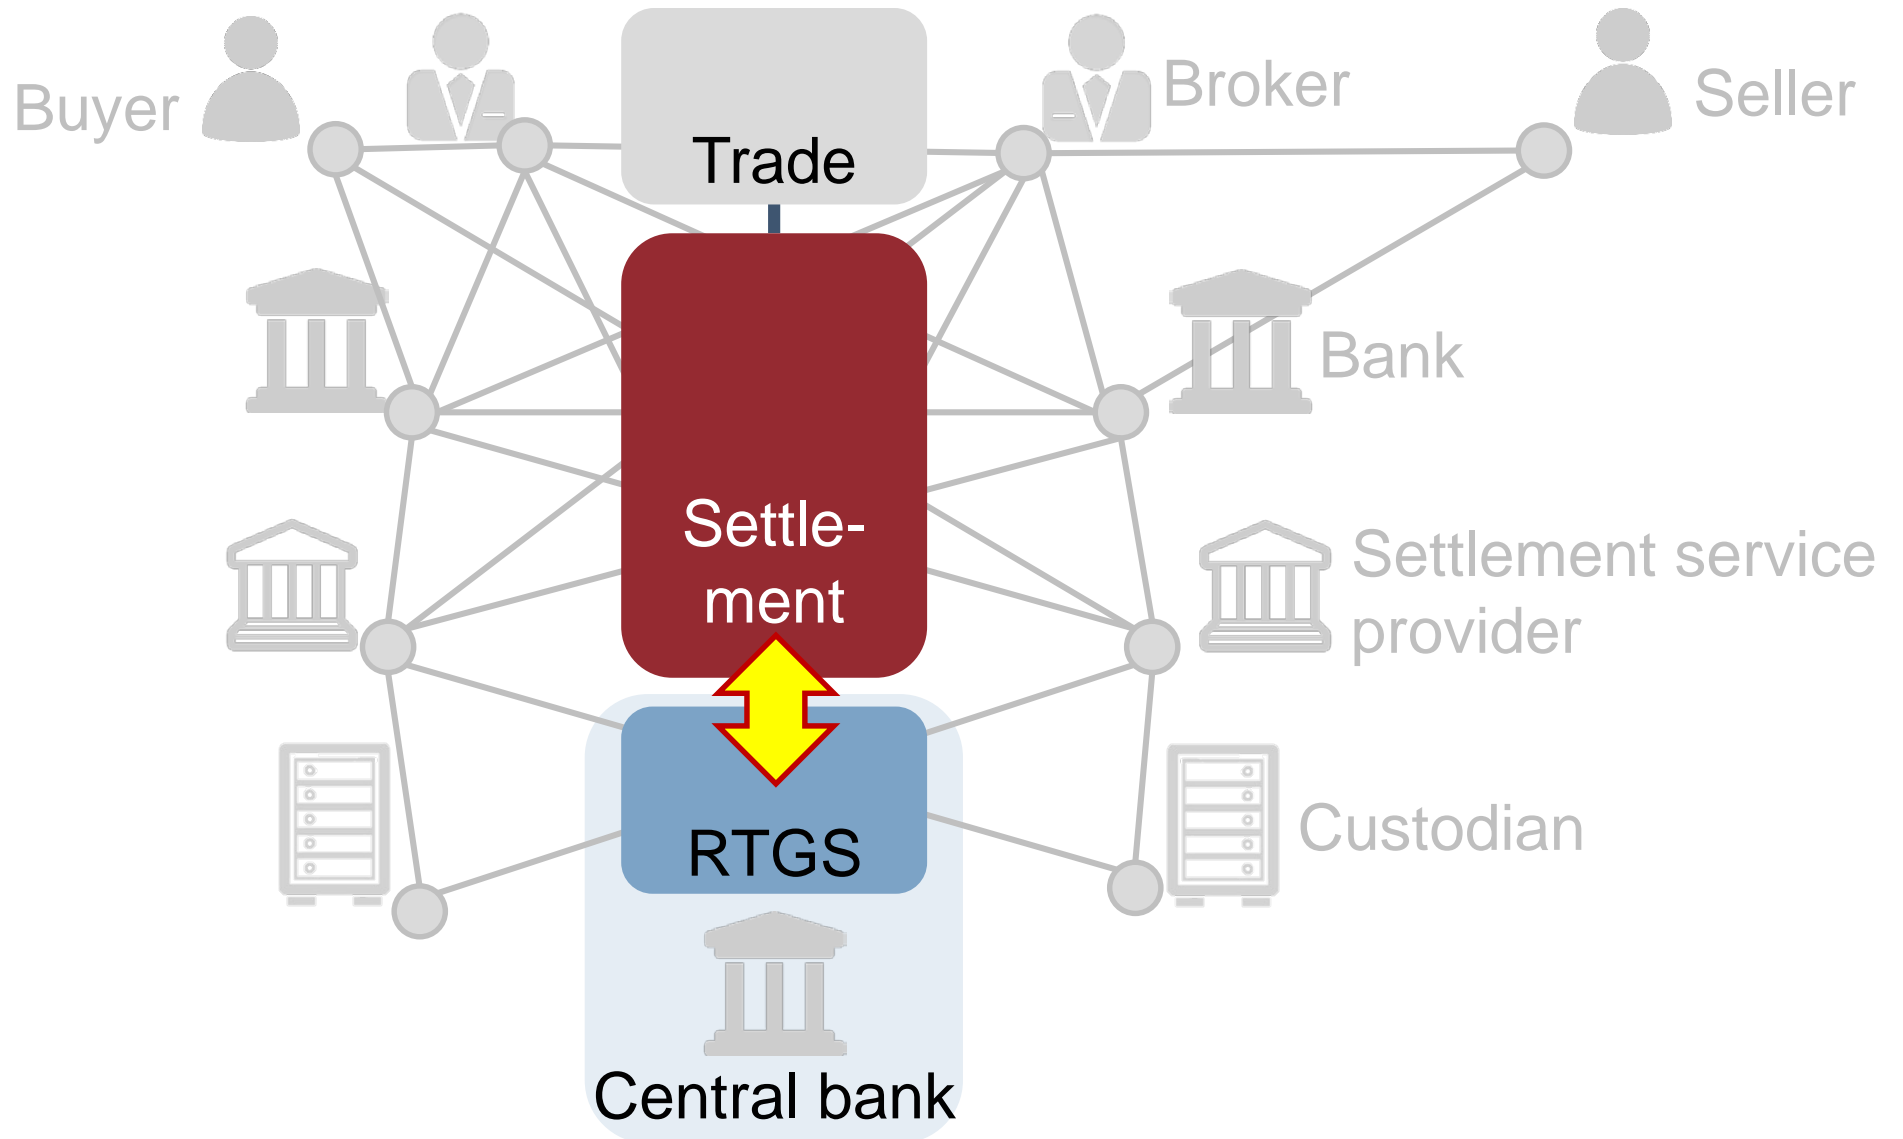 Buyer
Trade
Broker
Seller
Bank
Settle-
ment
Settlement service
provider
RTGS
Custodian
Central bank